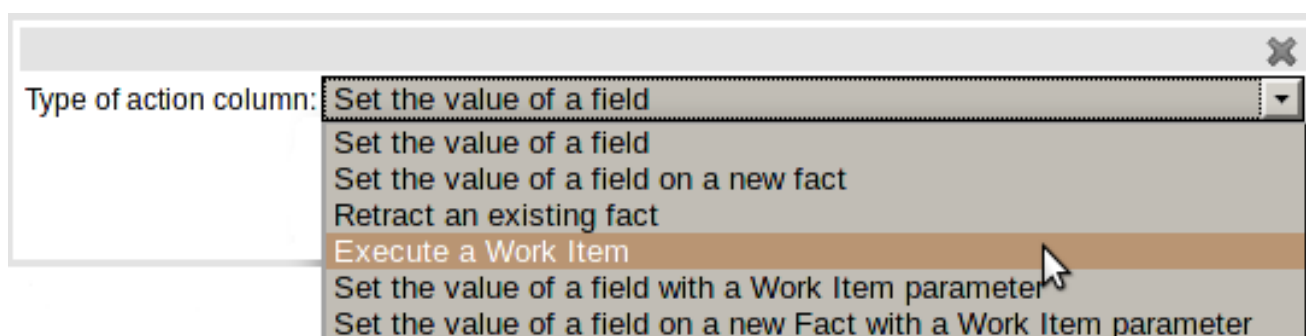 Type of action column: Set the value of a field
Set the value of a field
Set the value of a field on a new fact
Retract an existing fact
Execute a Work Item
Set the value of a field with a Work Item parameter
Set the value of a field on a new Fact with a Work Item parameter